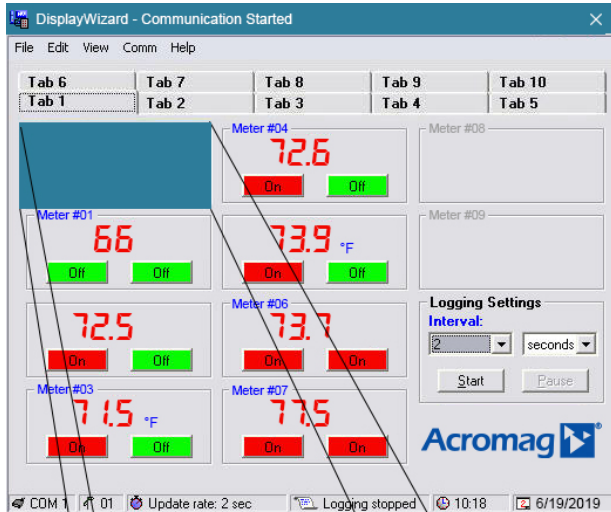 DisplayWizard - Communication Started
File Edit View Comm Help
Tab 6 Tab 7 Tab 8 Tab 9 Tab 10
Tab 1 Tab 2 Tab 3 Tab 4 Tab 5
Meter #04 Meter #08
72.6
On Off
Meter #01 Meter #09
66 73.9 °F
Off Off On Off
Meter #06 Logging Settings
Interval:
72.5 73.7 2 seconds
On Off On On Start Pause
Meter #03 Meter #07
71.5 °F 77.5 Acromag
On Off On On
COM 1 01 Update rate: 2 sec Logging stopped 10:18 6/19/2019